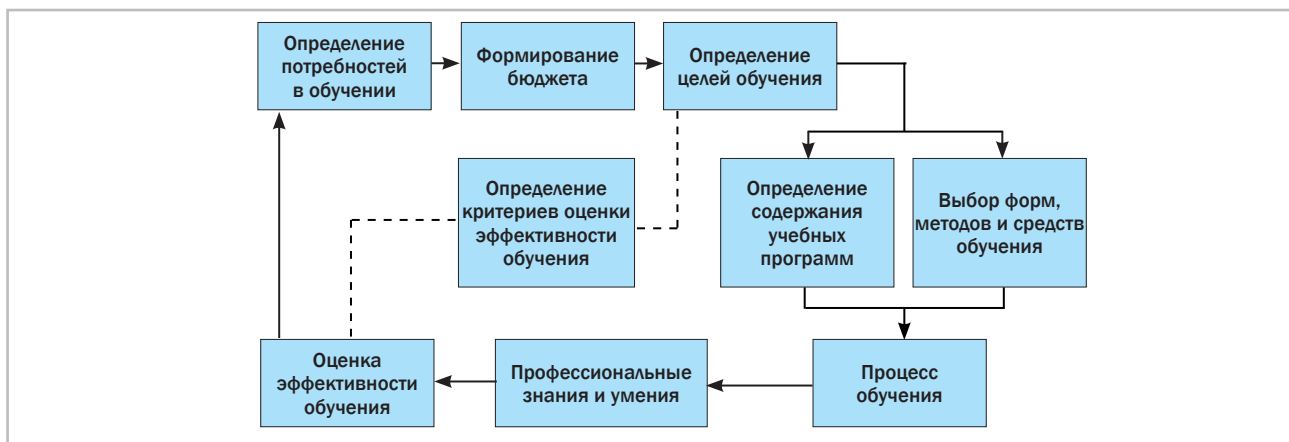 Определение
потребностей
в обучении
Формирование
бюджета
Определение
целей обучения
Определение
критериев оценки
эффективности
обучения
Определение
содержания
учебных
программ
Выбор форм,
методов и средств
обучения
Оценка
эффективности
обучения
Профессиональные
знания и умения
Процесс
обучения